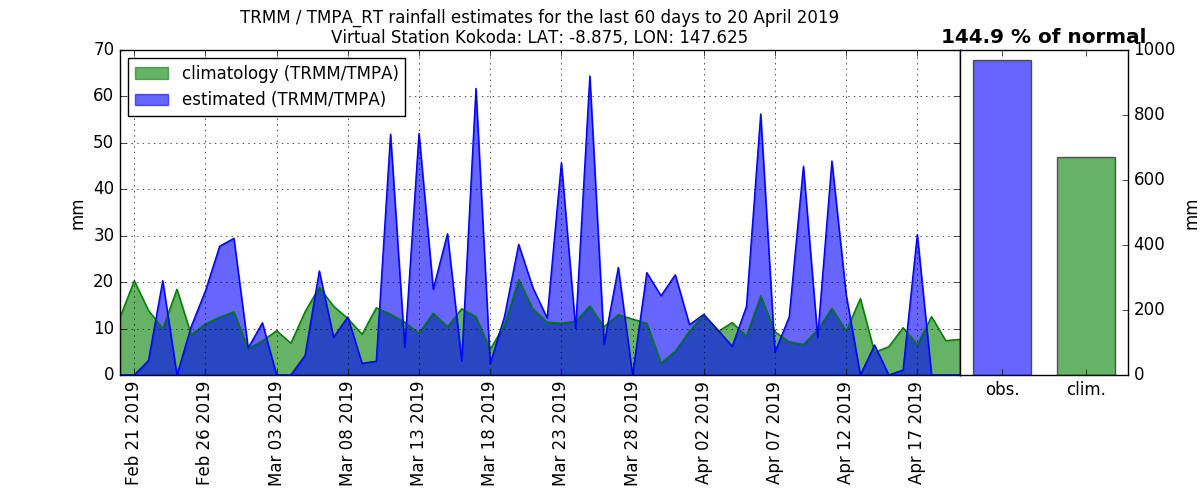 TRMM / TMPA_RT rainfall estimates for the last 60 days to 20 April 2019
Virtual Station Kokoda: LAT: -8.875, LON: 147.625
144.9 % of normal
climatology (TRMM/TMPA)
estimated (TRMM/TMPA)
mm
70
60
50
40
30
20
10
0
Feb 21 2019
Feb 26 2019
Mar 03 2019
Mar 08 2019
Mar 13 2019
Mar 18 2019
Mar 23 2019
Mar 28 2019
Apr 02 2019
Apr 07 2019
Apr 12 2019
Apr 17 2019
obs.
clim.
1000
800
600
400
200
0
mm